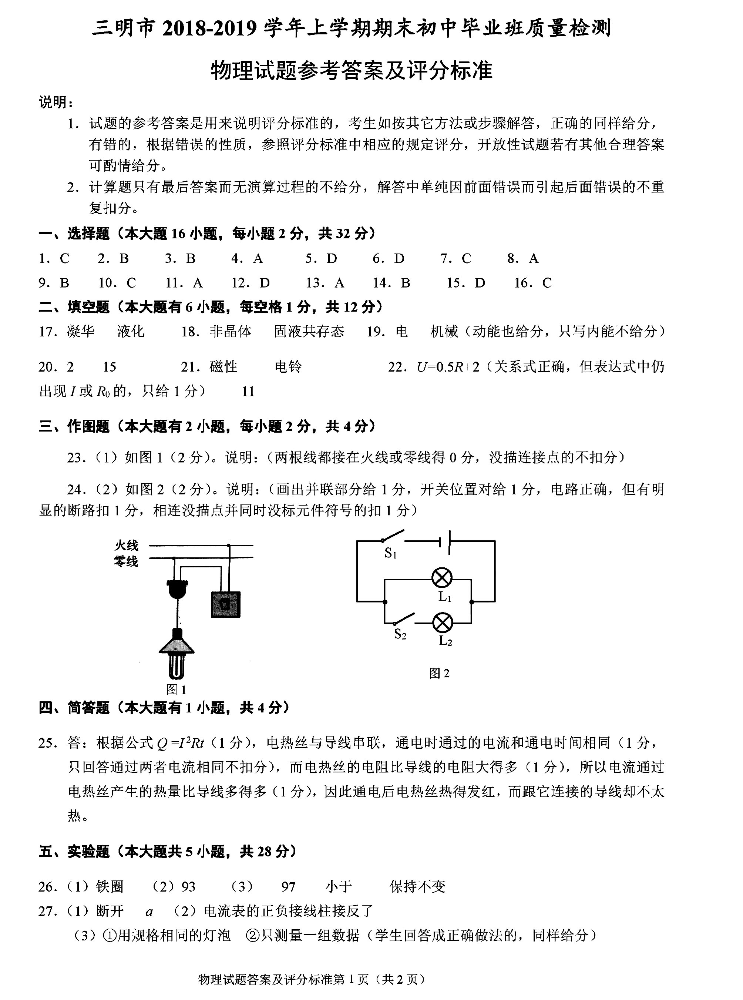 三明市 2018-2019 学年上学期期末初中毕业班质量检测
物理试题参考答案及评分标准
说明：
1. 试题的参考答案是用来说明评分标准的，考生如按其它方法或步骤解答，正确的同样给分，
有错的，根据错误的性质，参照评分标准中相应的规定评分，开放性试题若有其他合理答案
可酌情给分。
2. 计算题只有最后答案而无演算过程的不给分，解答中单纯因前面错误而引起后面错误的不重
复扣分。
一、选择题（本大题 16 小题，每小题 2 分，共 32 分）
1. C 2. B 3. B 4. A 5. D 6. D 7. C 8. A
9. B 10. C 11. A 12. D 13. A 14. B 15. D 16. C
二、填空题（本大题有 6 小题，每空格 1 分，共 12 分）
17. 凝华 液化 18. 非晶体 固液共存态 19. 电 机械（动能也给分，只写内能不给分）
20. 2 15 21. 磁性 电铃 22. U=0.5R+2（关系式正确，但表达式中仍
出现 I 或 R₀ 的，只给 1 分） 11
三、作图题（本大题有 2 小题，每小题 2 分，共 4 分）
23.（1）如图 1（2 分）。说明：（两根线都接在火线或零线得 0 分，没描连接点的不扣分）
24.（2）如图 2（2 分）。说明：（画出并联部分给 1 分，开关位置对给 1 分，电路正确，但有明
显的断路扣 1 分，相连没描点并同时没标元件符号的扣 1 分）
火线
零线
图 1
S₁
L₁
S₂
L₂
图 2
四、简答题（本大题有 1 小题，共 4 分）
25. 答：根据公式 Q =I²Rt（1 分），电热丝与导线串联，通电时通过的电流和通电时间相同（1 分，
只回答通过两者电流相同不扣分），而电热丝的电阻比导线的电阻大得多（1 分），所以电流通过
电热丝产生的热量比导线多得多（1 分），因此通电后电热丝热得发红，而跟它连接的导线却不太
热。
五、实验题（本大题共 5 小题，共 28 分）
26.（1）铁圈 （2）93 （3） 97 小于 保持不变
27.（1）断开 a （2）电流表的正负接线柱接反了
（3）①用规格相同的灯泡 ②只测量一组数据（学生回答成正确做法的，同样给分）
物理试题答案及评分标准第 1 页（共 2 页）